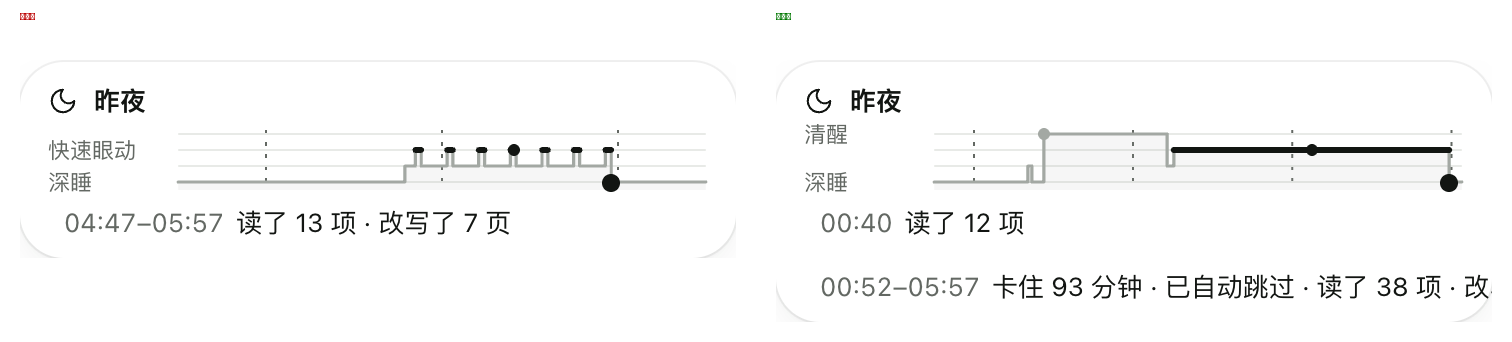 昨夜
快速眼动
深睡
04:47–05:57 读了 13 项 · 改写了 7 页
昨夜
清醒
深睡
00:40 读了 12 项
00:52–05:57 卡住 93 分钟 · 已自动跳过 · 读了 38 项 · 改